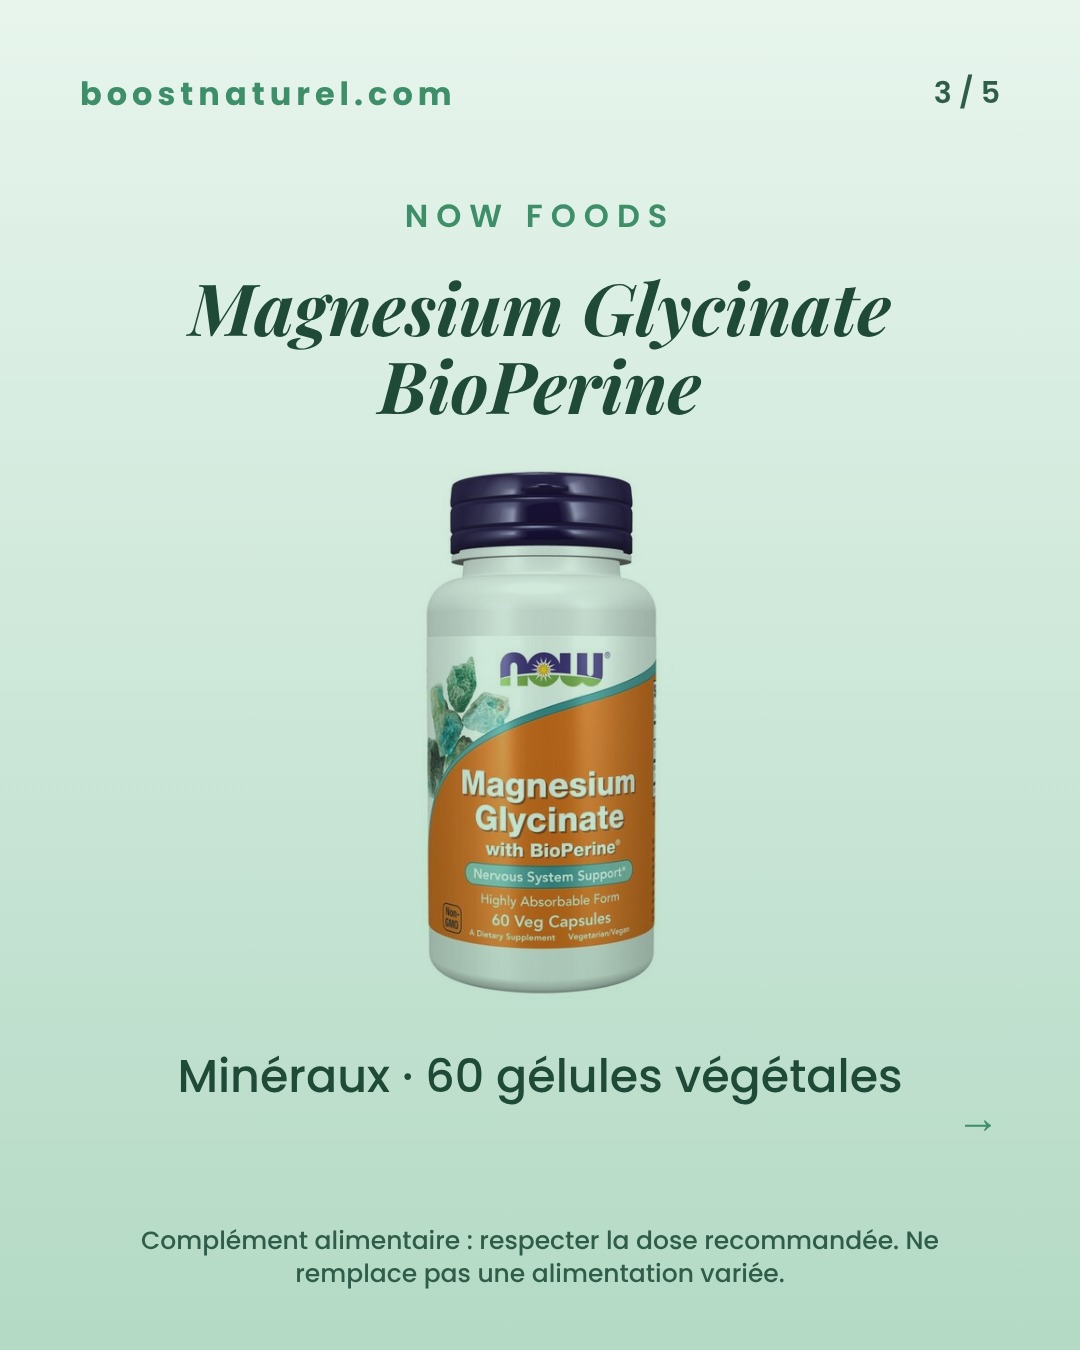 boostnaturel.com
3 / 5
NOW FOODS
Magnesium Glycinate
BioPerine
NOW®
Magnesium
Glycinate
with BioPerine®
Nervous System Support*
Highly Absorbable Form
60 Veg Capsules
Non-
GMO
A Dietary Supplement Vegetarian/Vegan
Minéraux · 60 gélules végétales
→
Complément alimentaire : respecter la dose recommandée. Ne
remplace pas une alimentation variée.